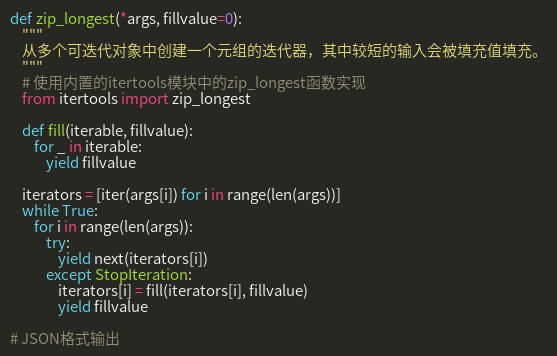 def zip_longest(*args, fillvalue=0):
"""
从多个可迭代对象中创建一个元组的迭代器，其中较短的输入会被填充值填充。
"""
# 使用内置的itertools模块中的zip_longest函数实现
from itertools import zip_longest
def fill(iterable, fillvalue):
for _ in iterable:
yield fillvalue
iterators = [iter(args[i]) for i in range(len(args))]
while True:
for i in range(len(args)):
try:
yield next(iterators[i])
except StopIteration:
iterators[i] = fill(iterators[i], fillvalue)
yield fillvalue
# JSON格式输出